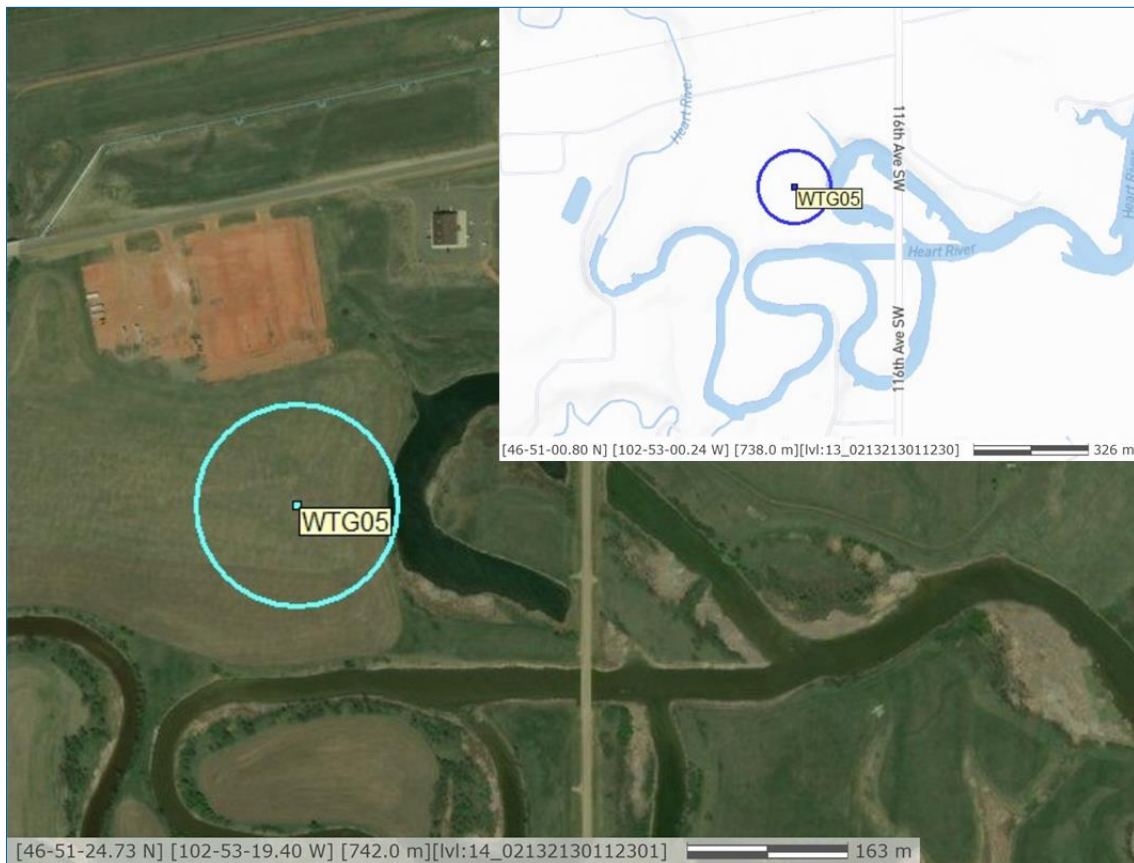 Heart River
116th Ave SW
Heart River
WTG05
Heart River
116th Ave SW
[46-51-00.80 N] [102-53-00.24 W] [738.0 m][lvl:13_0213213011230]
326 m
WTG05
[46-51-24.73 N] [102-53-19.40 W] [742.0 m][lvl:14_02132130112301]
163 m